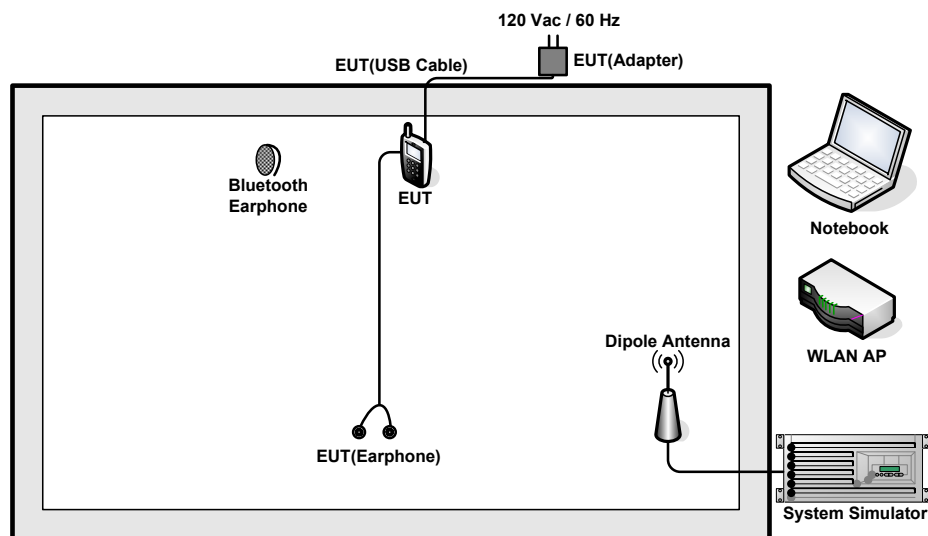 120 Vac / 60 Hz
EUT(USB Cable)
EUT(Adapter)
Bluetooth
Earphone
EUT
Notebook
WLAN AP
Dipole Antenna
EUT(Earphone)
System Simulator